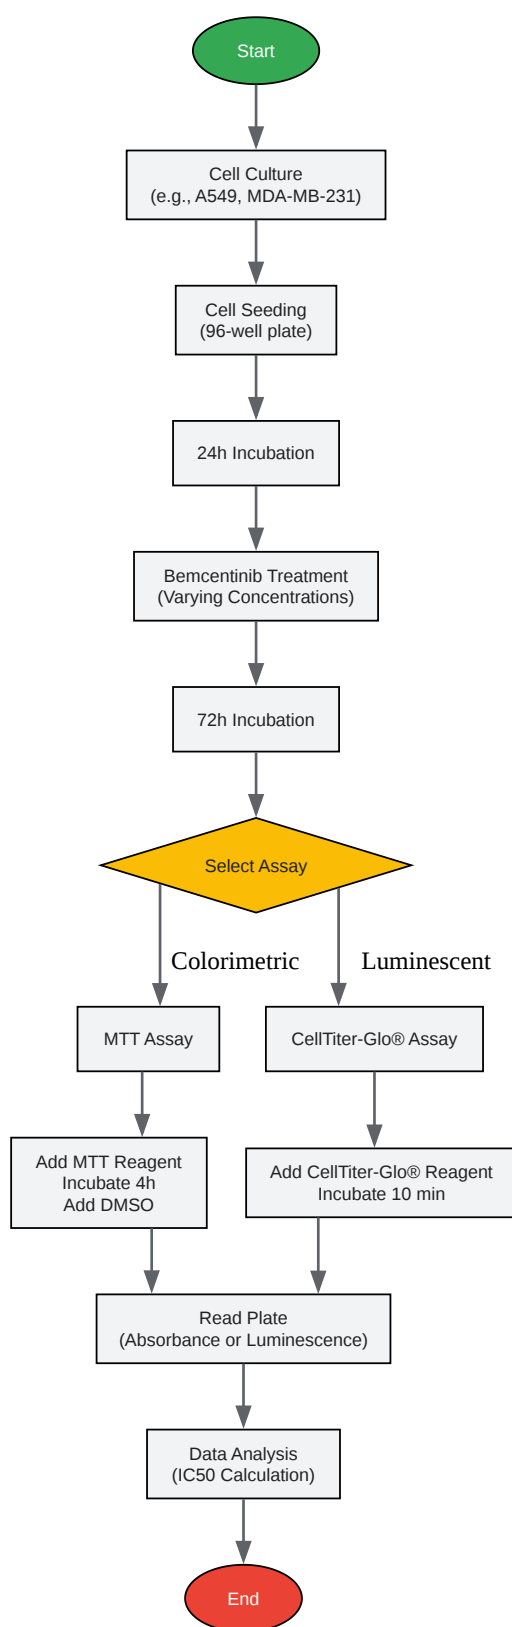 Start
Cell Culture
(e.g., A549, MDA-MB-231)
Cell Seeding
(96-well plate)
24h Incubation
Bemcentinib Treatment
(Varying Concentrations)
72h Incubation
Select Assay
Colorimetric
Luminescent
MTT Assay
CellTiter-Glo® Assay
Add MTT Reagent
Incubate 4h
Add DMSO
Add CellTiter-Glo® Reagent
Incubate 10 min
Read Plate
(Absorbance or Luminescence)
Data Analysis
(IC50 Calculation)
End